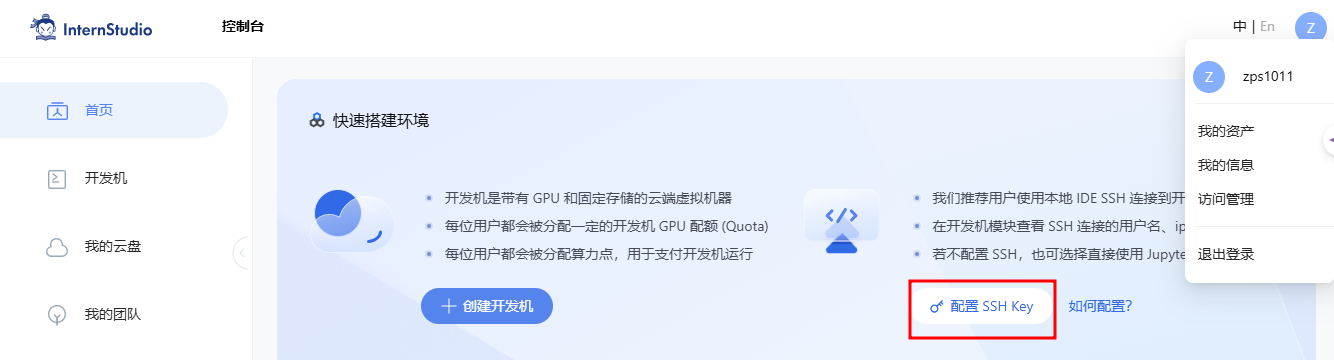 InternStudio
控制台
中 | En
Z
Z
zps1011
我的资产
我的信息
访问管理
退出登录
首页
开发机
我的云盘
我的团队
快速搭建环境
开发机是带有 GPU 和固定存储的云端虚拟机器
每位用户都会被分配一定的开发机 GPU 配额 (Quota)
每位用户都会被分配算力点，用于支付开发机运行
创建开发机
我们推荐用户使用本地 IDE SSH 连接到开
在开发机模块查看 SSH 连接的用户名、ip
若不配置 SSH，也可选择直接使用 Jupyte
配置 SSH Key
如何配置?